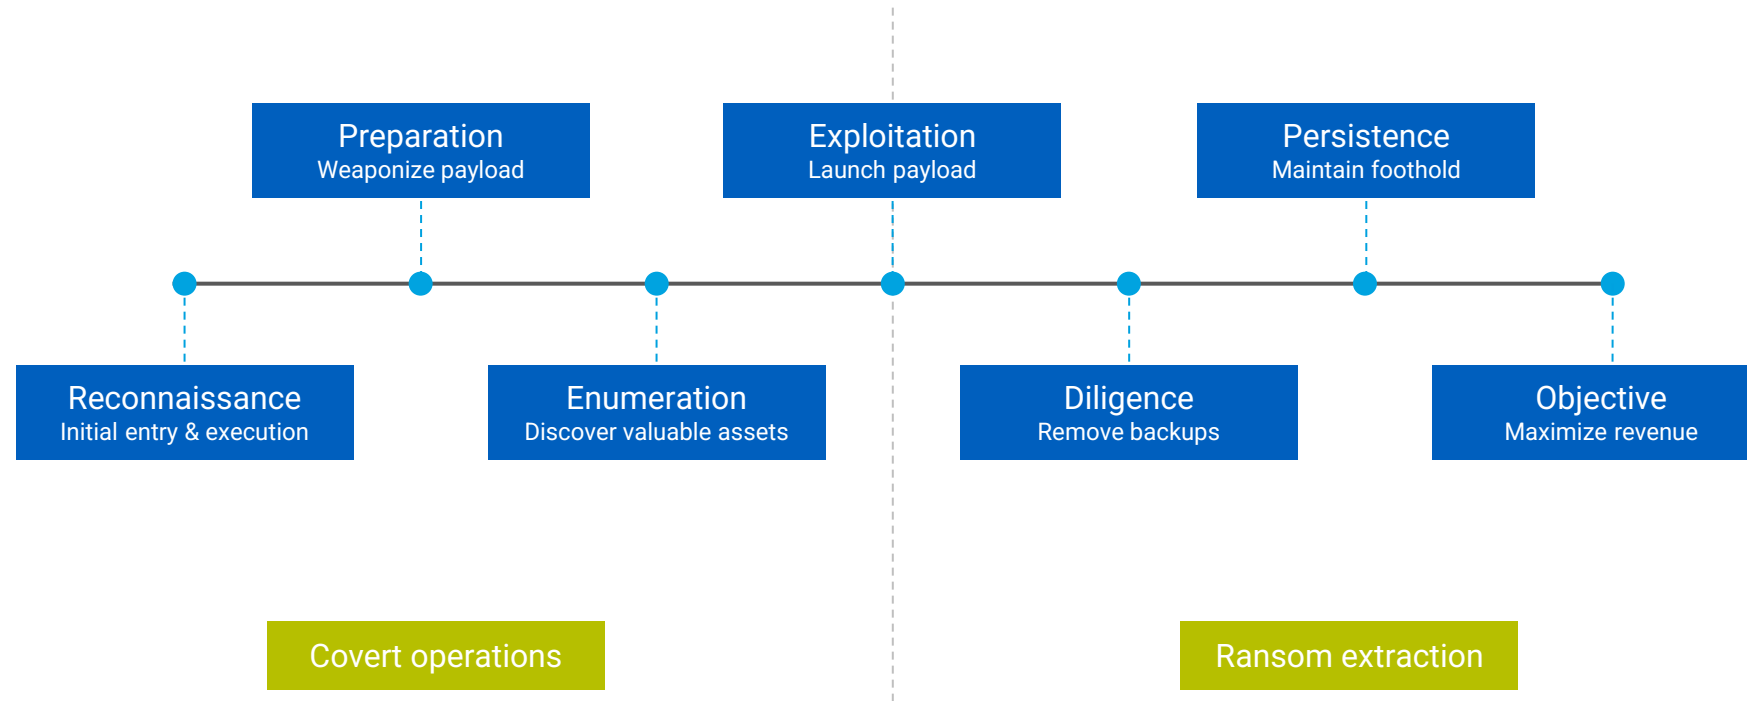 Preparation
Weaponize payload
Exploitation
Launch payload
Persistence
Maintain foothold
Reconnaissance
Initial entry & execution
Enumeration
Discover valuable assets
Diligence
Remove backups
Objective
Maximize revenue
Covert operations
Ransom extraction